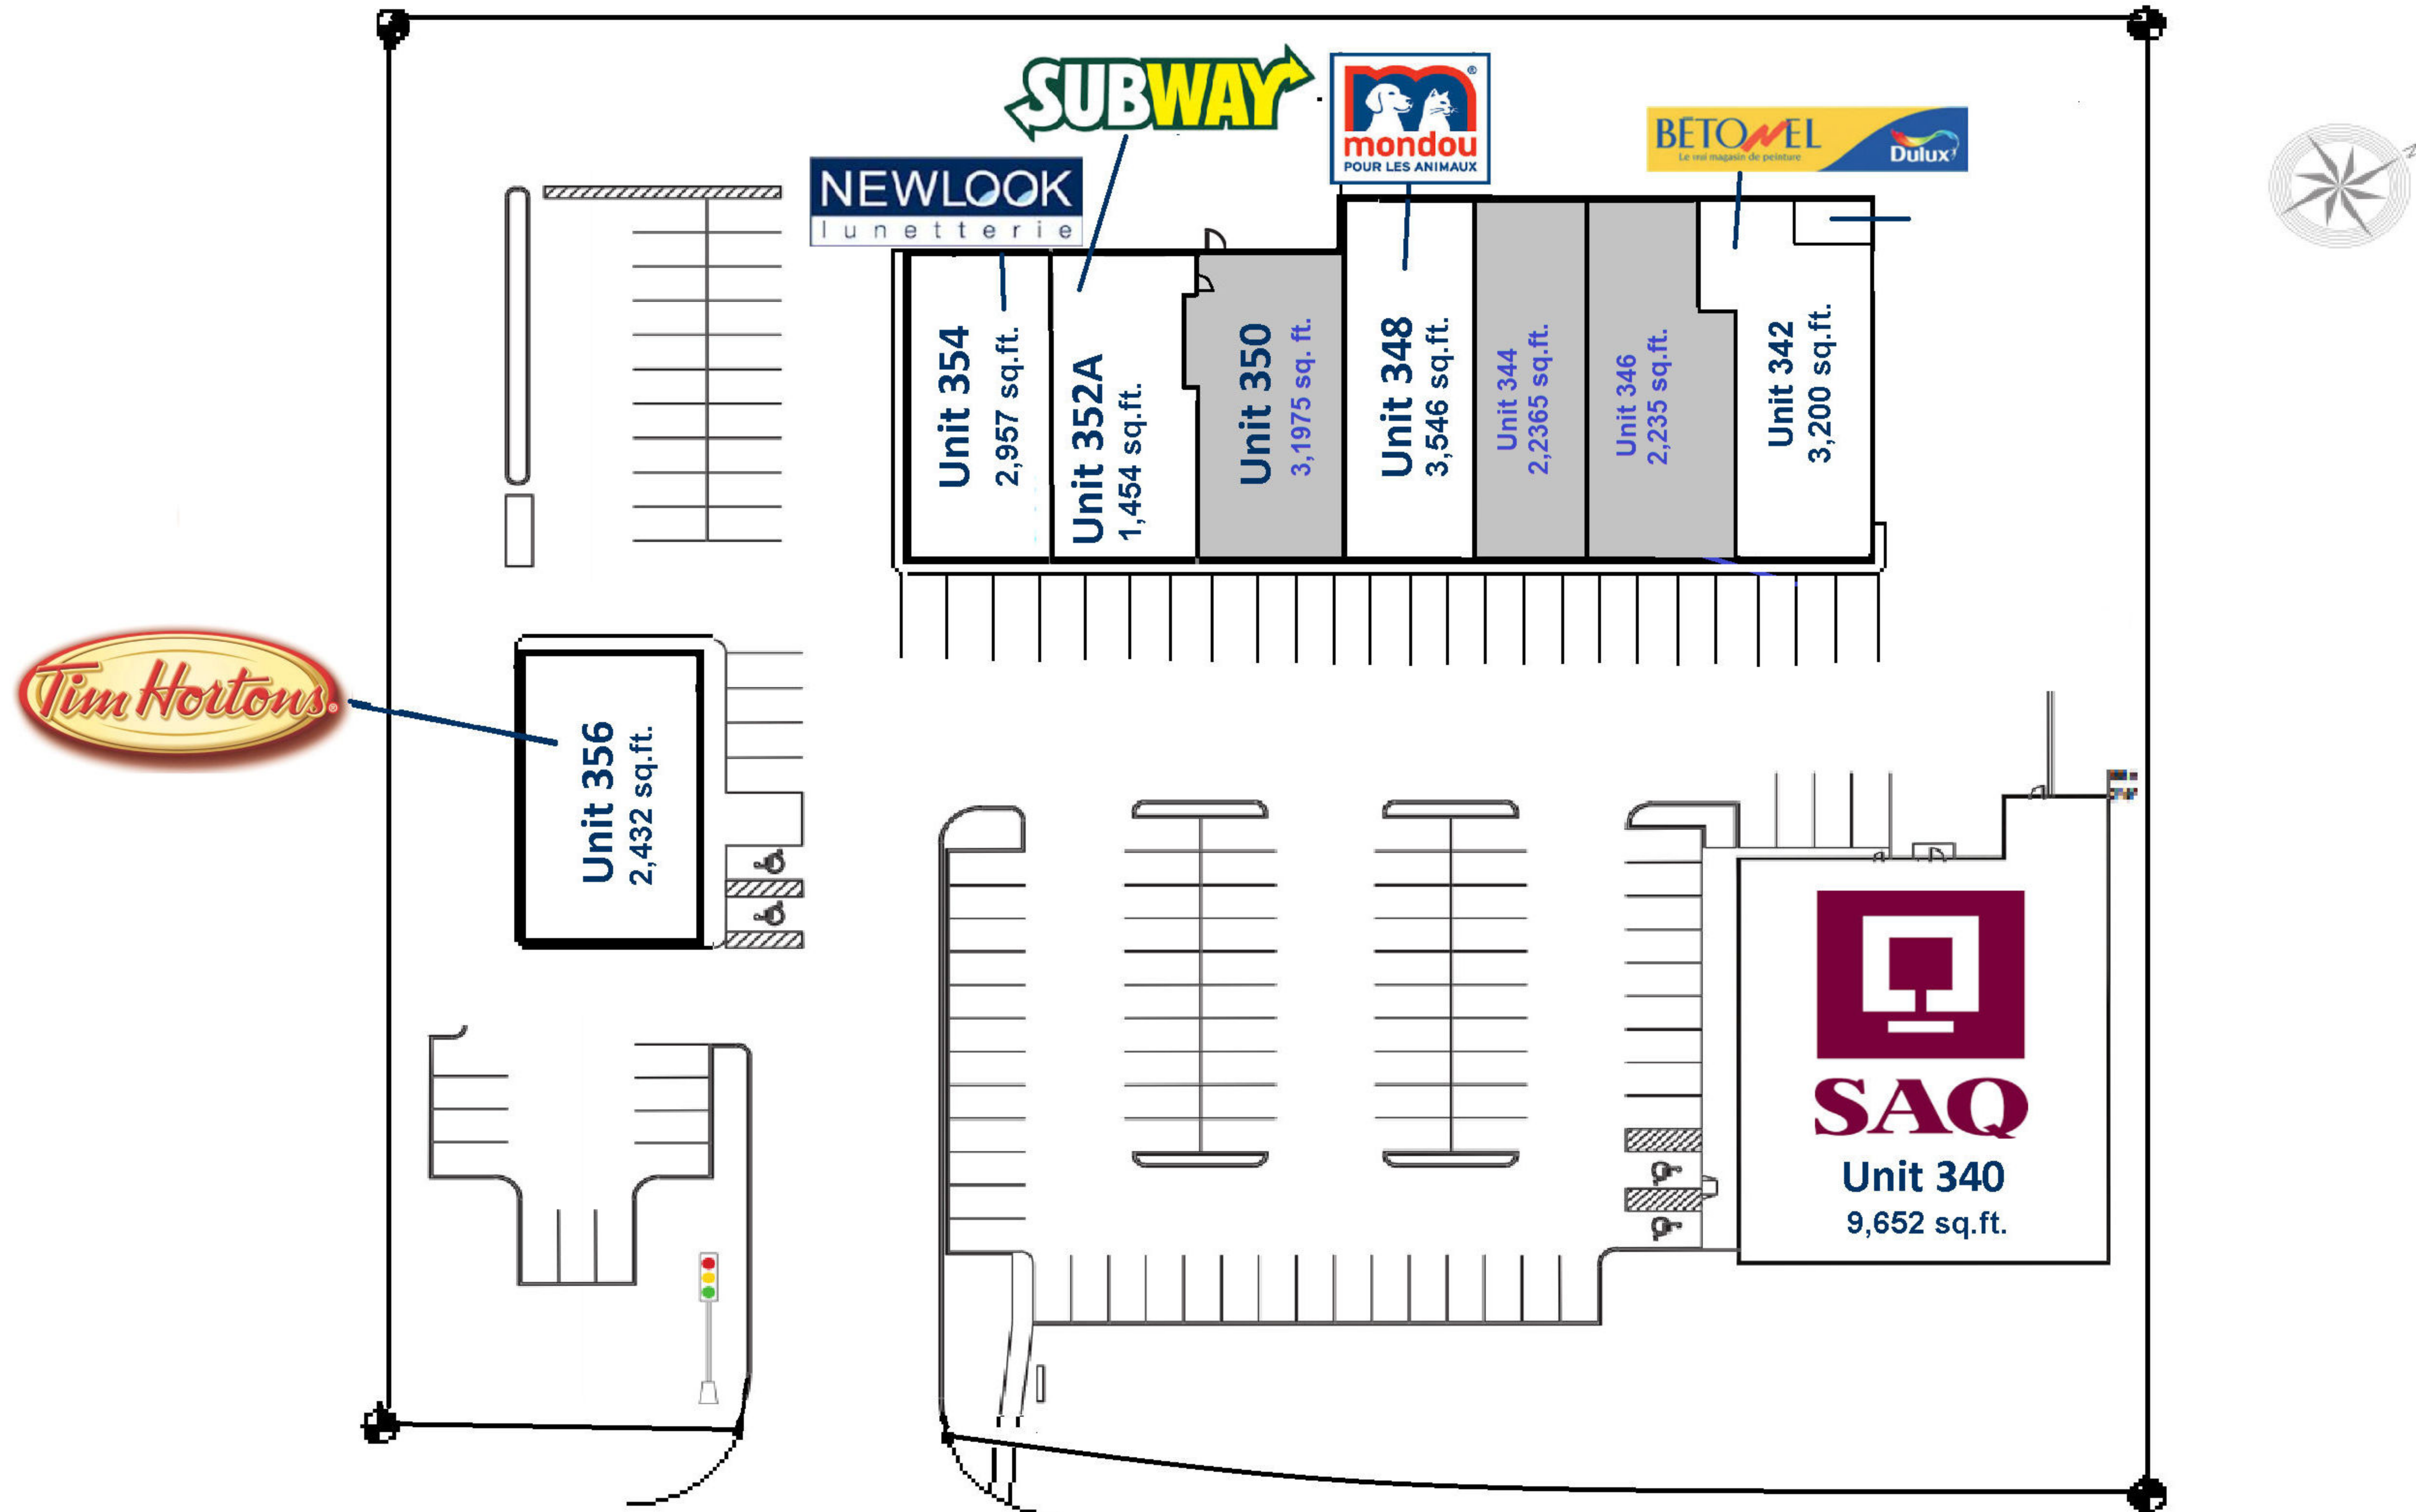 SUBWAY
mondou
POUR LES ANIMAUX
BÉTONEL
Le vrai magasin de peinture
Dulux
NEWLOOK
lunetterie
Unit 354
2,957 sq.ft.
Unit 352A
1,454 sq.ft.
Unit 350
3,1975 sq. ft.
Unit 348
3,546 sq.ft.
Unit 344
2,2365 sq.ft.
Unit 346
2,235 sq.ft.
Unit 342
3,200 sq.ft.
Tim Hortons
Unit 356
2,432 sq.ft.
SAQ
Unit 340
9,652 sq.ft.